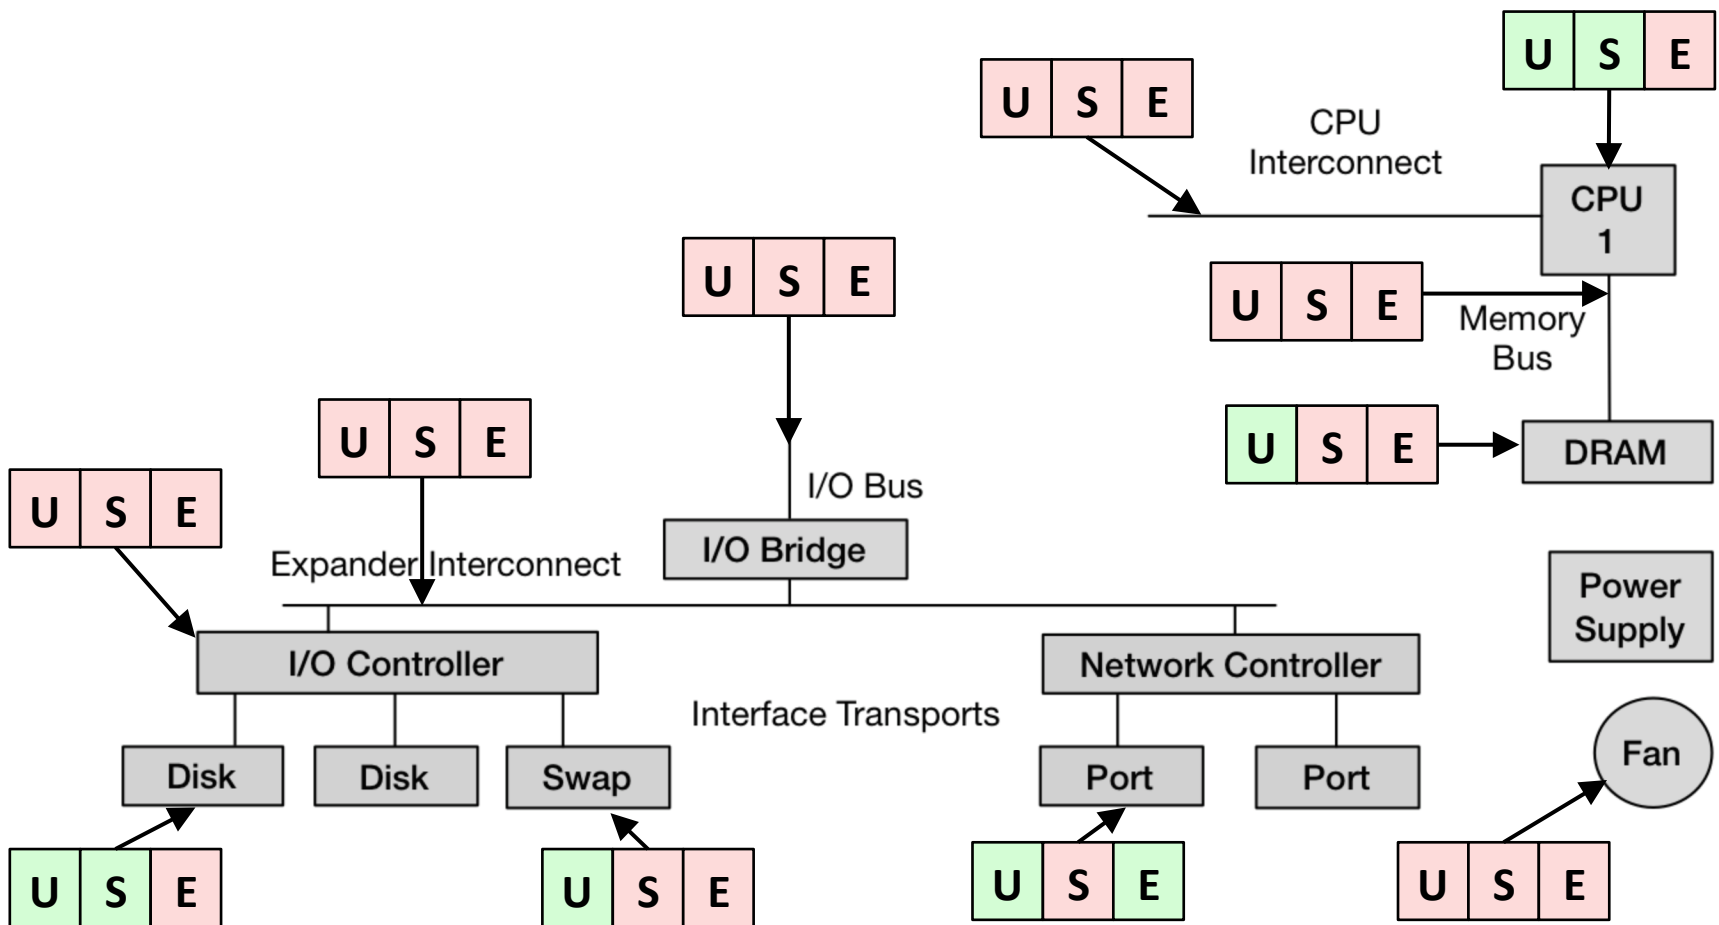 U S E
U S E
CPU
Interconnect
CPU
1
U S E
U S E
Memory
Bus
U S E
U S E
DRAM
U S E
I/O Bus
I/O Bridge
Expander Interconnect
Power
Supply
I/O Controller
Network Controller
Interface Transports
Disk
Disk
Swap
Port
Port
Fan
U S E
U S E
U S E
U S E